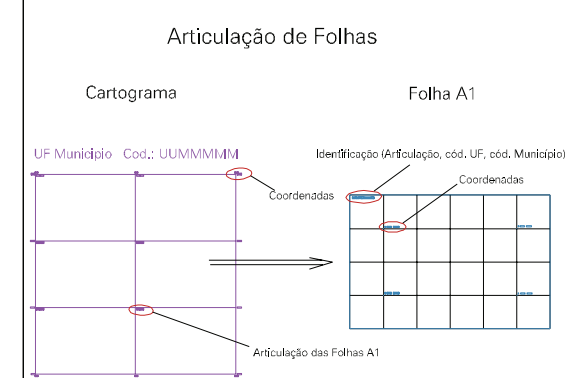 Articulação de Folhas
Cartograma
Folha A1
UF Municipio Cod.: UUMMMMM
Identificação (Articulação, cód. UF, cód. Município)
Coordenadas
Coordenadas
Articulação das Folhas A1